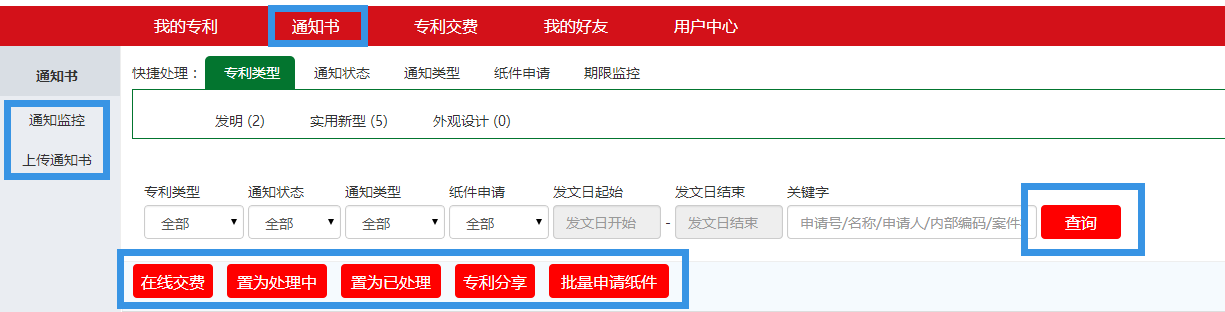 我的专利 通知书 专利交费 我的好友 用户中心
通知书
通知监控
上传通知书
快捷处理： 专利类型 通知状态 通知类型 纸件申请 期限监控
发明 (2) 实用新型 (5) 外观设计 (0)
专利类型 通知状态 通知类型 纸件申请 发文日起始 发文日结束 关键字
全部 全部 全部 全部 发文日开始 - 发文日结束 申请号/名称/申请人/内部编码/案件 查询
在线交费 置为处理中 置为已处理 专利分享 批量申请纸件